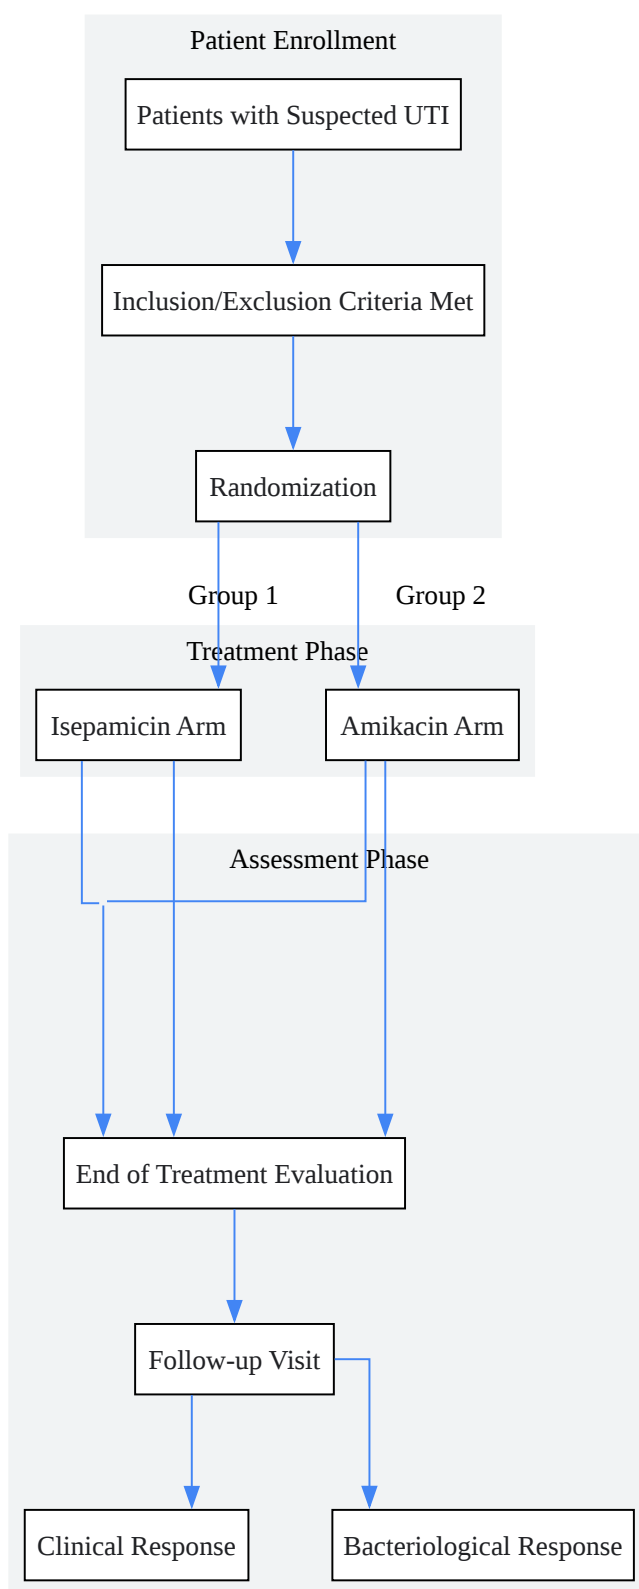 Patient Enrollment
Patients with Suspected UTI
Inclusion/Exclusion Criteria Met
Randomization
Group 1
Group 2
Treatment Phase
Isepamicin Arm
Amikacin Arm
Assessment Phase
End of Treatment Evaluation
Follow-up Visit
Clinical Response
Bacteriological Response